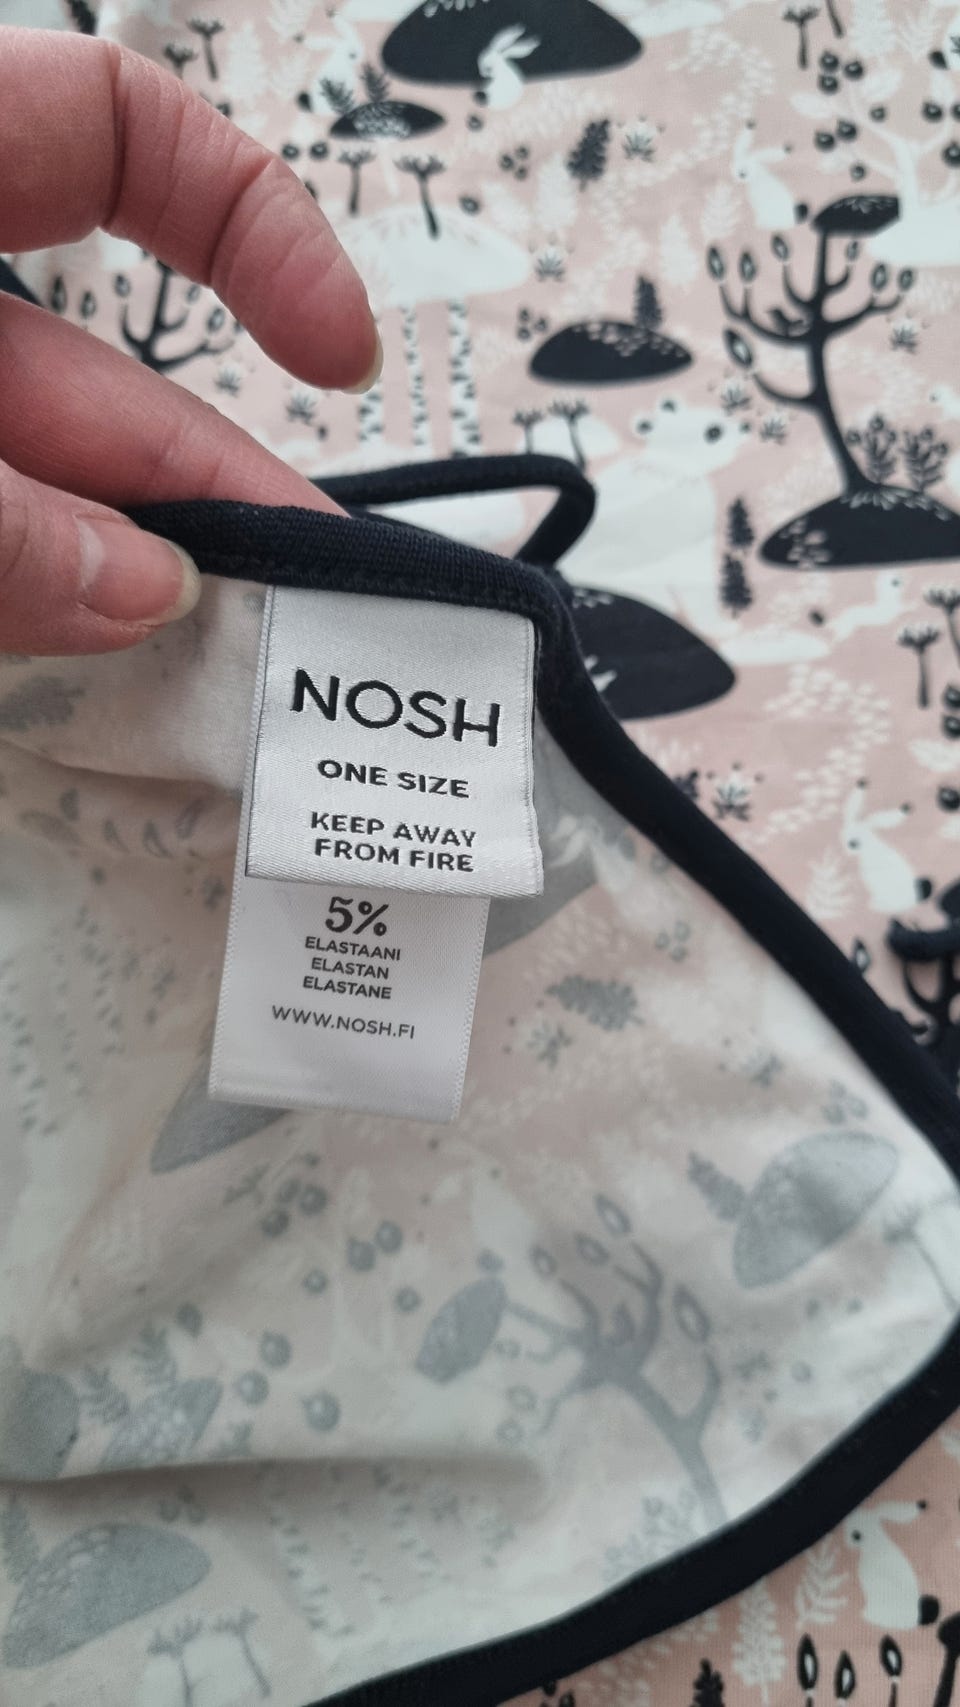 NOSH
ONE SIZE
KEEP AWAY
FROM FIRE
5%
ELASTAANI
ELASTAN
ELASTANE
WWW.NOSH.FI